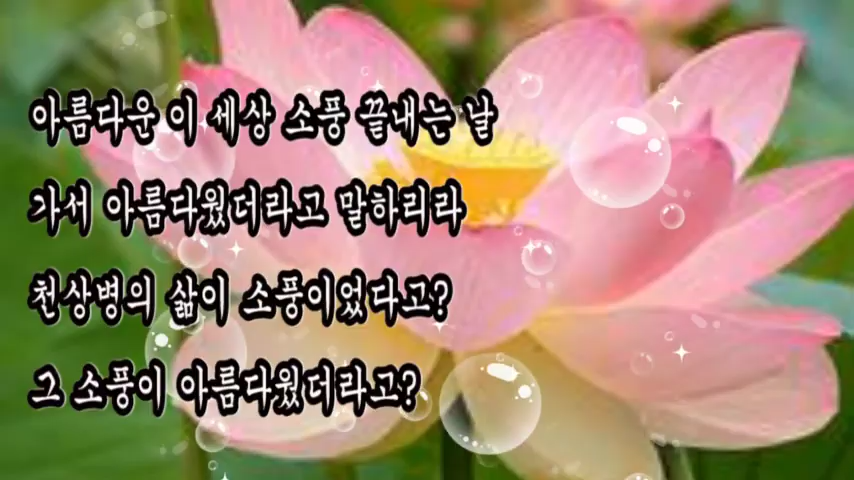 아름다운 이 세상 소풍 끝내는 날
가서 아름다웠더라고 말하리라
천상병의 삶이 소풍이었다고?
그 소풍이 아름다웠더라고?